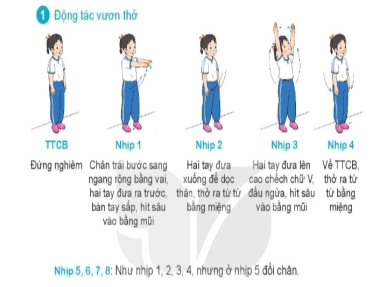 1 Động tác vươn thở
TTCB Nhịp 1 Nhịp 2 Nhịp 3 Nhịp 4
Đứng nghiêm
Chân trái bước sang
ngang rộng bằng vai,
hai tay đưa ra trước,
bàn tay sấp, hít sâu
vào bằng mũi
Hai tay đưa
xuống để dọc
thân, thở ra từ từ
bằng miệng
Hai tay đưa lên
cao chếch chữ V,
đầu ngửa, hít sâu
vào bằng mũi
Về TTCB,
thở ra từ
từ bằng
miệng
Nhịp 5, 6, 7, 8: Như nhịp 1, 2, 3, 4, nhưng ở nhịp 5 đổi chân.